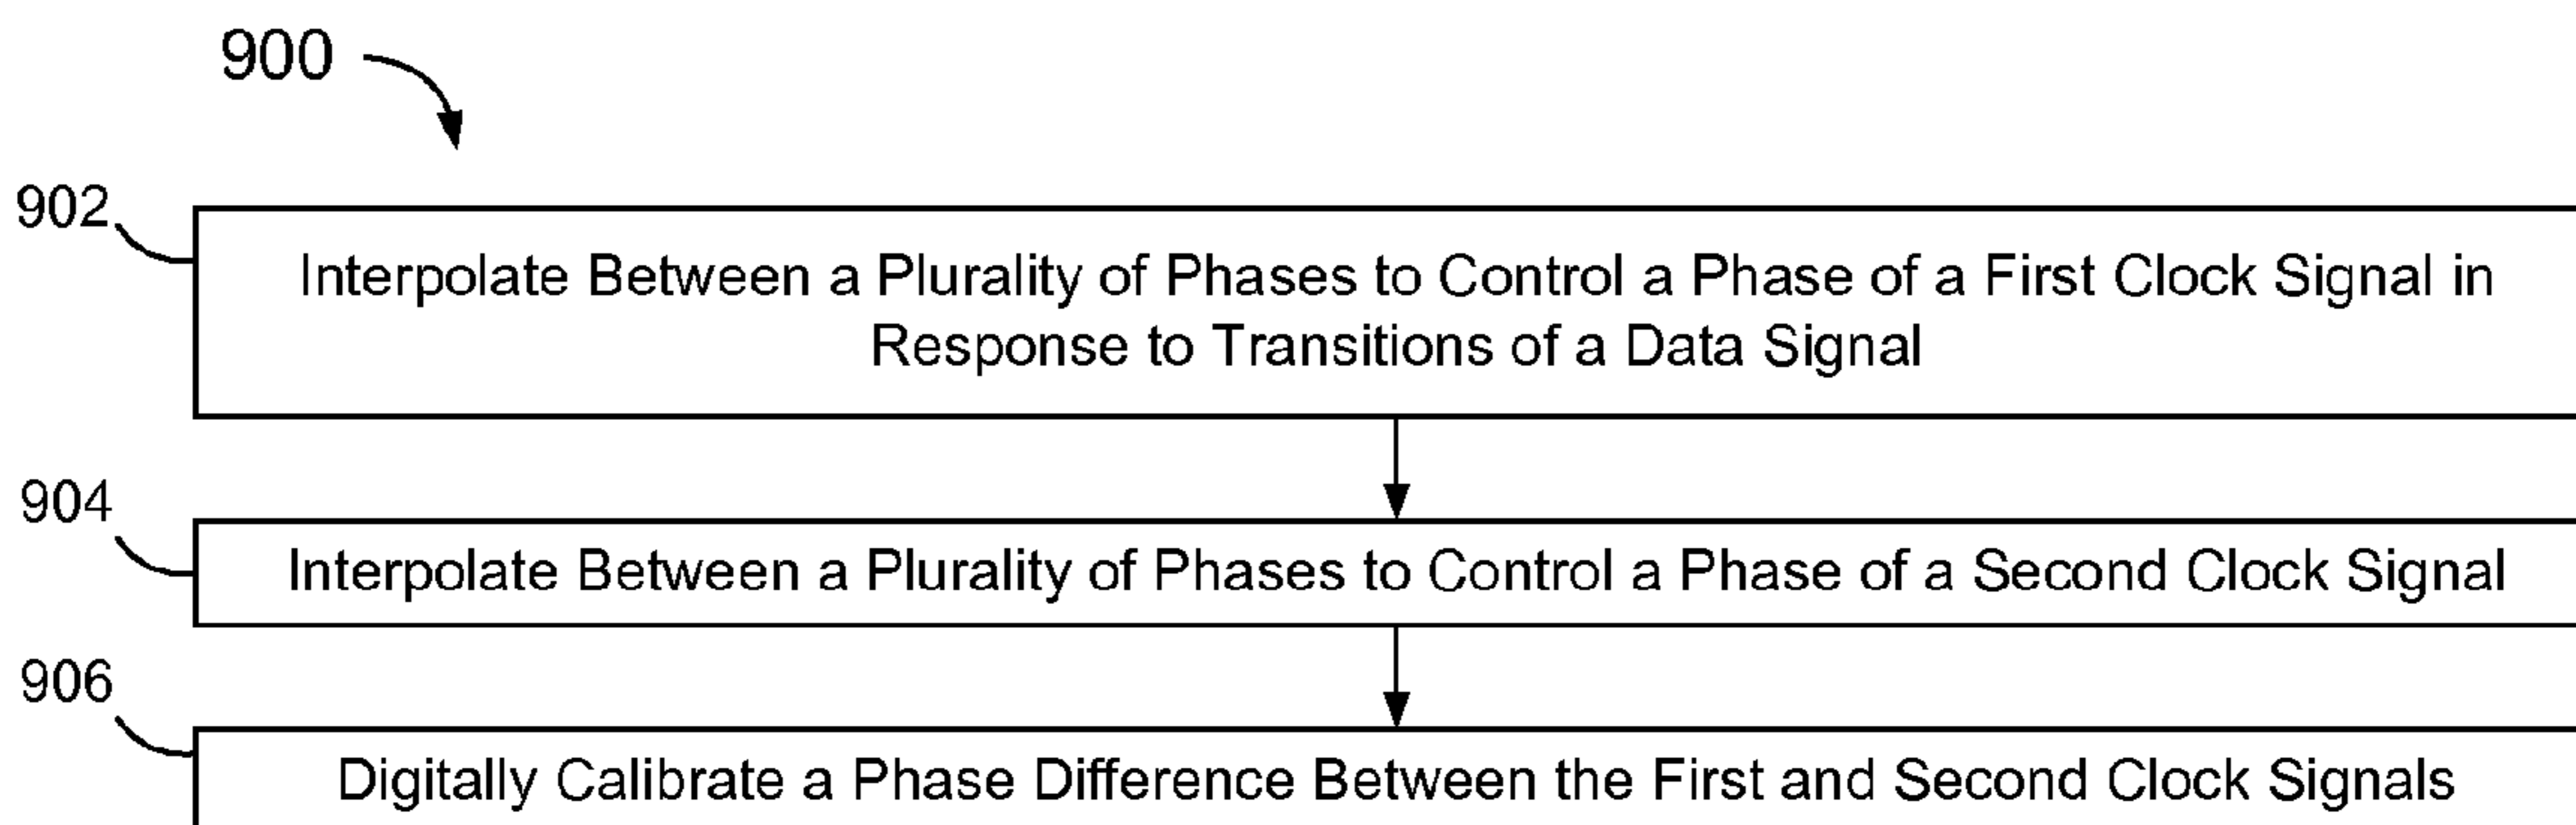 900
902
Interpolate Between a Plurality of Phases to Control a Phase of a First Clock Signal in
Response to Transitions of a Data Signal
904
Interpolate Between a Plurality of Phases to Control a Phase of a Second Clock Signal
906
Digitally Calibrate a Phase Difference Between the First and Second Clock Signals